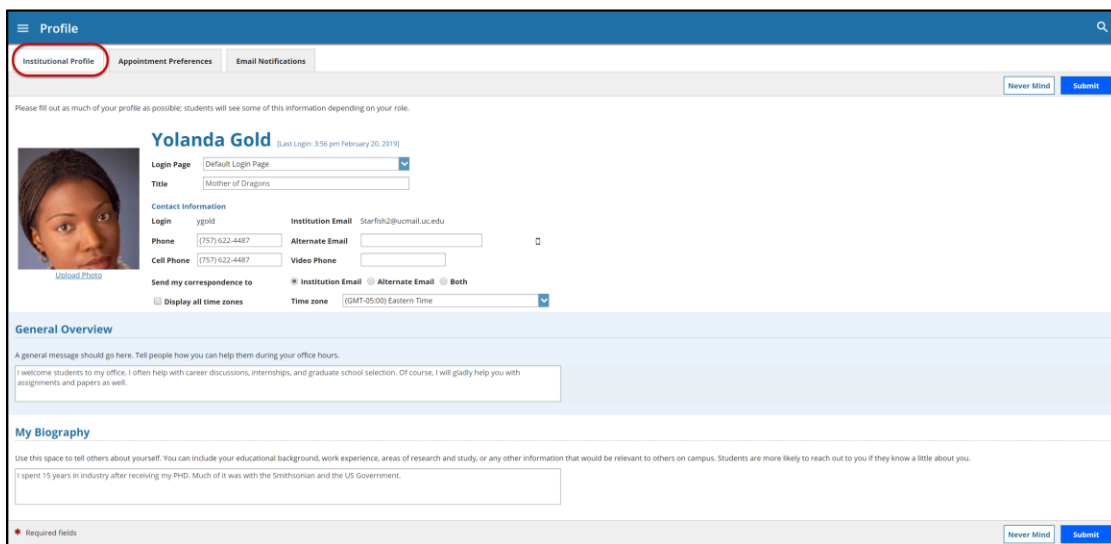 Profile
Institutional Profile Appointment Preferences Email Notifications
Never Mind Submit
Please fill out as much of your profile as possible; students will see some of this information depending on your role.
Yolanda Gold [Last Login: 3:56 pm February 20, 2019]
Login Page Default Login Page
Title Mother of Dragons
Contact Information
Login ygold Institution Email Starfish2@ucmail.uc.edu
Phone (757) 622-4487 Alternate Email
Cell Phone (757) 622-4487 Video Phone
Upload Photo
Send my correspondence to Institution Email Alternate Email Both
Display all time zones Time zone (GMT-05:00) Eastern Time
General Overview
A general message should go here. Tell people how you can help them during your office hours.
I welcome students to my office. I often help with career discussions, internships, and graduate school selection. Of course, I will gladly help you with
assignments and papers as well.
My Biography
Use this space to tell others about yourself. You can include your educational background, work experience, areas of research and study, or any other information that would be relevant to others on campus. Students are more likely to reach out to you if they know a little about you.
I spent 15 years in industry after receiving my PHD. Much of it was with the Smithsonian and the US Government.
* Required fields
Never Mind Submit